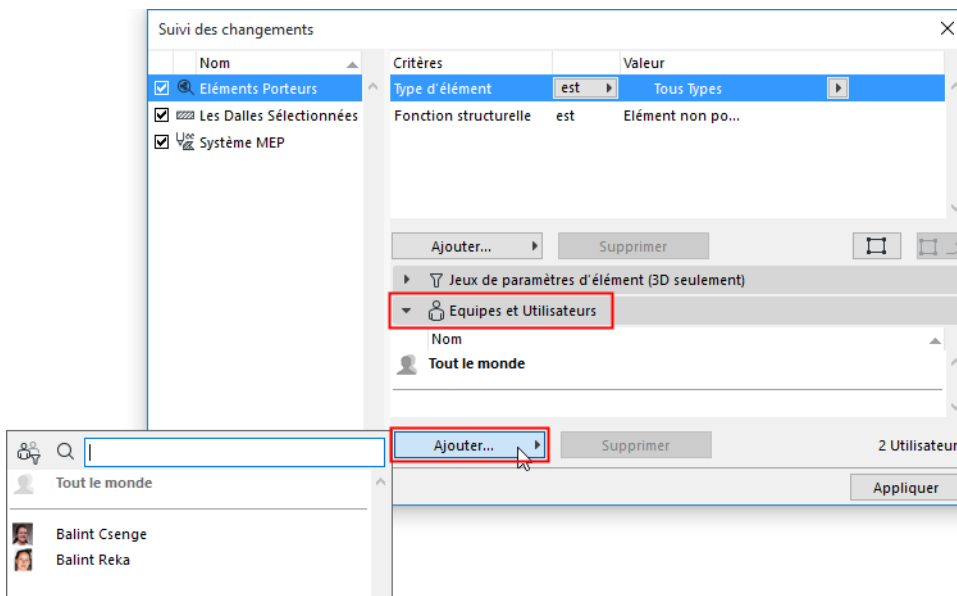 Suivi des changements
Nom
Eléments Porteurs
Les Dalles Sélectionnées
Système MEP
Critères Valeur
Type d'élément est Tous Types
Fonction structurelle est Elément non po...
Ajouter... Supprimer
Jeux de paramètres d'élément (3D seulement)
Equipes et Utilisateurs
Nom
Tout le monde
Ajouter... Supprimer 2 Utilisateur
Appliquer
Tout le monde
Balint Csenge
Balint Reka